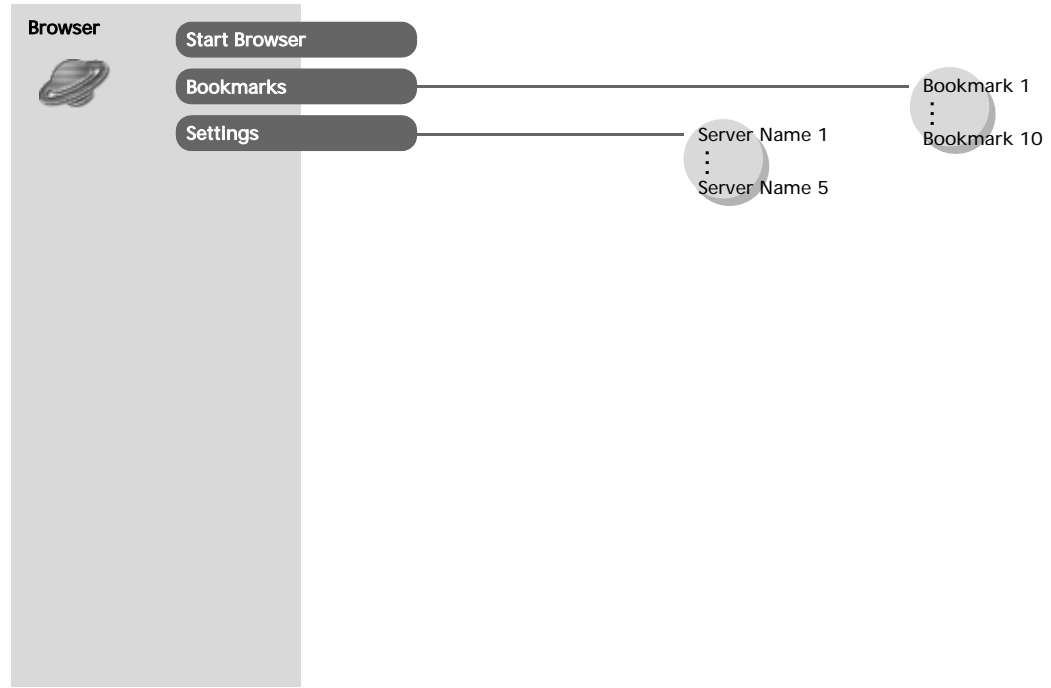 Browser
Start Browser
Bookmarks
Bookmark 1
⋮
Bookmark 10
Settings
Server Name 1
⋮
Server Name 5